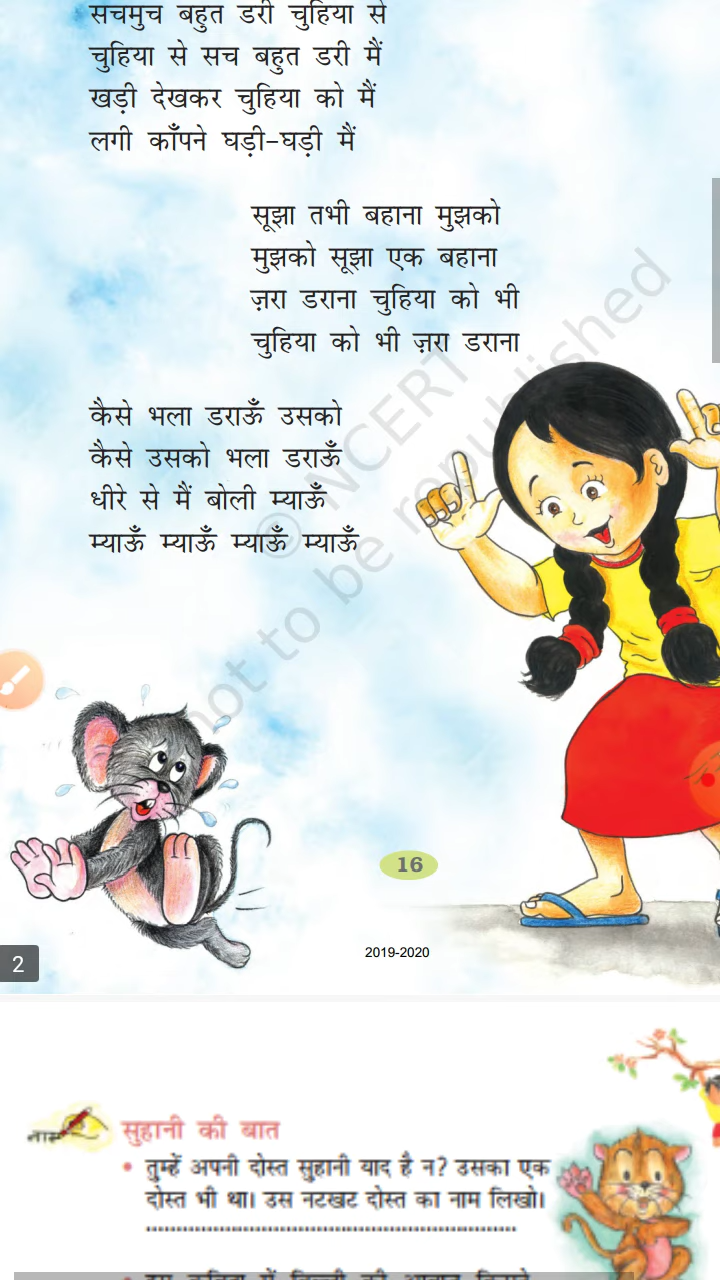 सचमुच बहुत डरी चुहिया से
चुहिया से सच बहुत डरी मैं
खड़ी देखकर चुहिया को मैं
लगी काँपने घड़ी-घड़ी मैं
सूझा तभी बहाना मुझको
मुझको सूझा एक बहाना
ज़रा डराना चुहिया को भी
चुहिया को भी ज़रा डराना
कैसे भला डराऊँ उसको
कैसे उसको भला डराऊँ
धीरे से मैं बोली म्याऊँ
म्याऊँ म्याऊँ म्याऊँ म्याऊँ
© NCERT
not to be republished
16
2019-2020
2
सुहानी की बात
• तुम्हें अपनी दोस्त सुहानी याद है न? उसका एक
दोस्त भी था। उस नटखट दोस्त का नाम लिखो।